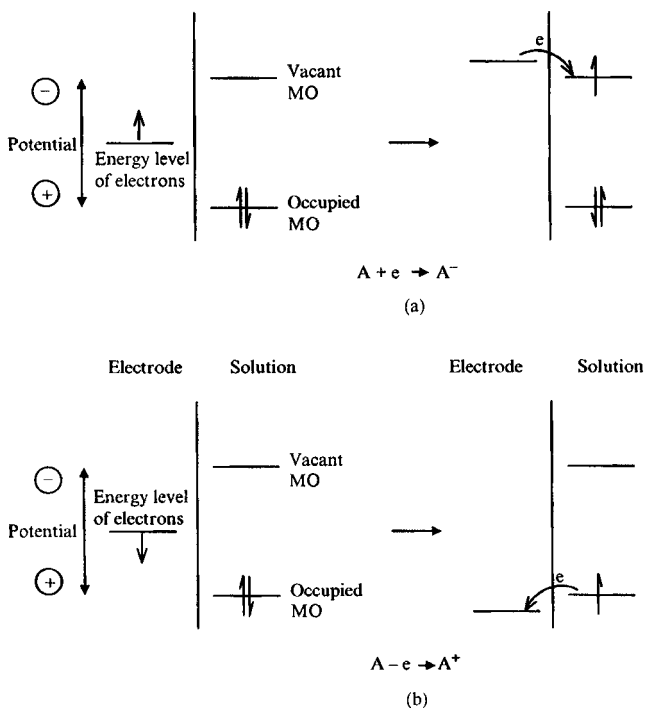 e
Vacant
MO
−
Potential
Energy level
of electrons
+
Occupied
MO
A + e → A⁻
(a)
Electrode Solution Electrode Solution
Vacant
MO
−
Energy level
of electrons
Potential
+
Occupied
MO
e
A – e → A⁺
(b)